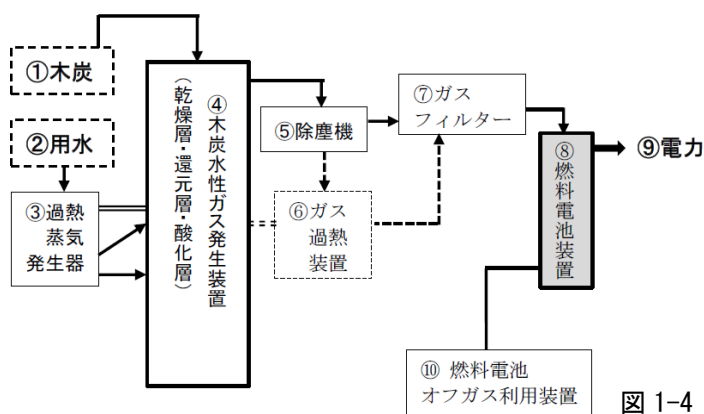 ①木炭
②用水
③過熱
蒸気
発生器
④木炭水性ガス発生装置
（乾燥層・還元層・酸化層）
⑤除塵機
⑥ガス
過熱
装置
⑦ガス
フィルター
⑧燃料電池装置
⑨電力
⑩ 燃料電池
オフガス利用装置
図 1-4